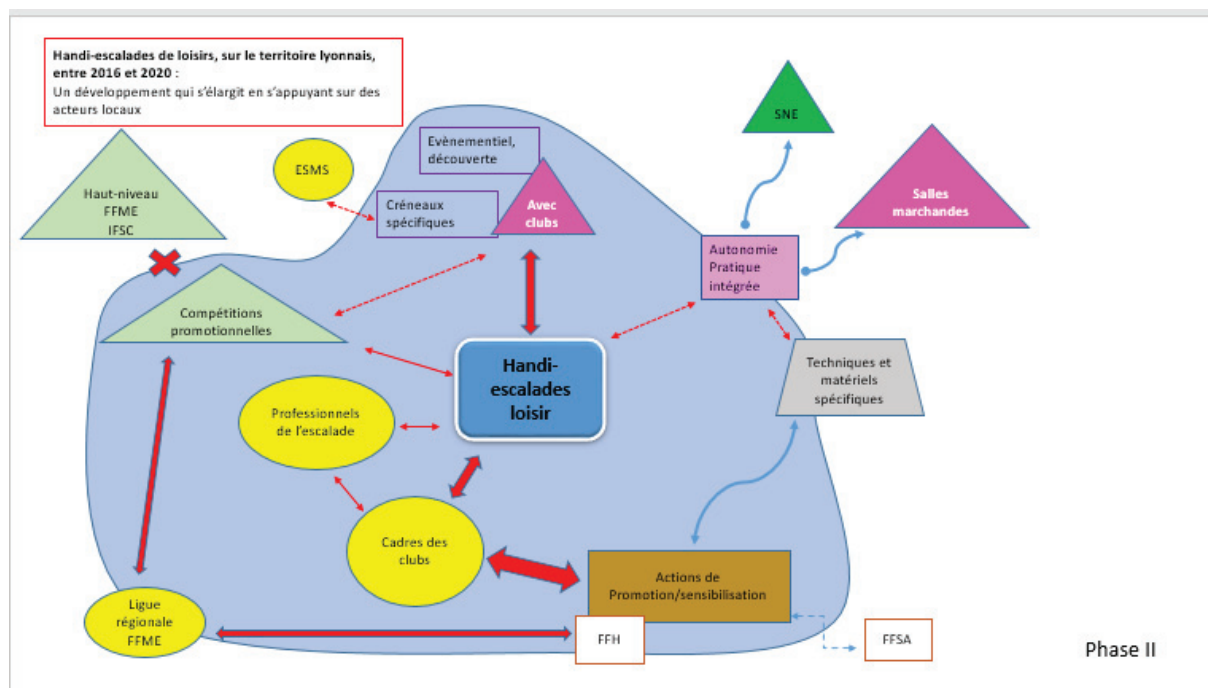 Handi-escalades de loisirs, sur le territoire lyonnais,
entre 2016 et 2020 :
Un développement qui s'élargit en s'appuyant sur des
acteurs locaux
Haut-niveau
FFME
IFSC
ESMS
Evènementiel,
découverte
Créneaux
spécifiques
Avec
clubs
SNE
Salles
marchandes
Autonomie
Pratique
intégrée
Compétitions
promotionnelles
Handi-
escalades
loisir
Techniques et
matériels
spécifiques
Professionnels
de l'escalade
Cadres des
clubs
Actions de
Promotion/sensibilisation
Ligue
régionale
FFME
FFH
FFSA
Phase II